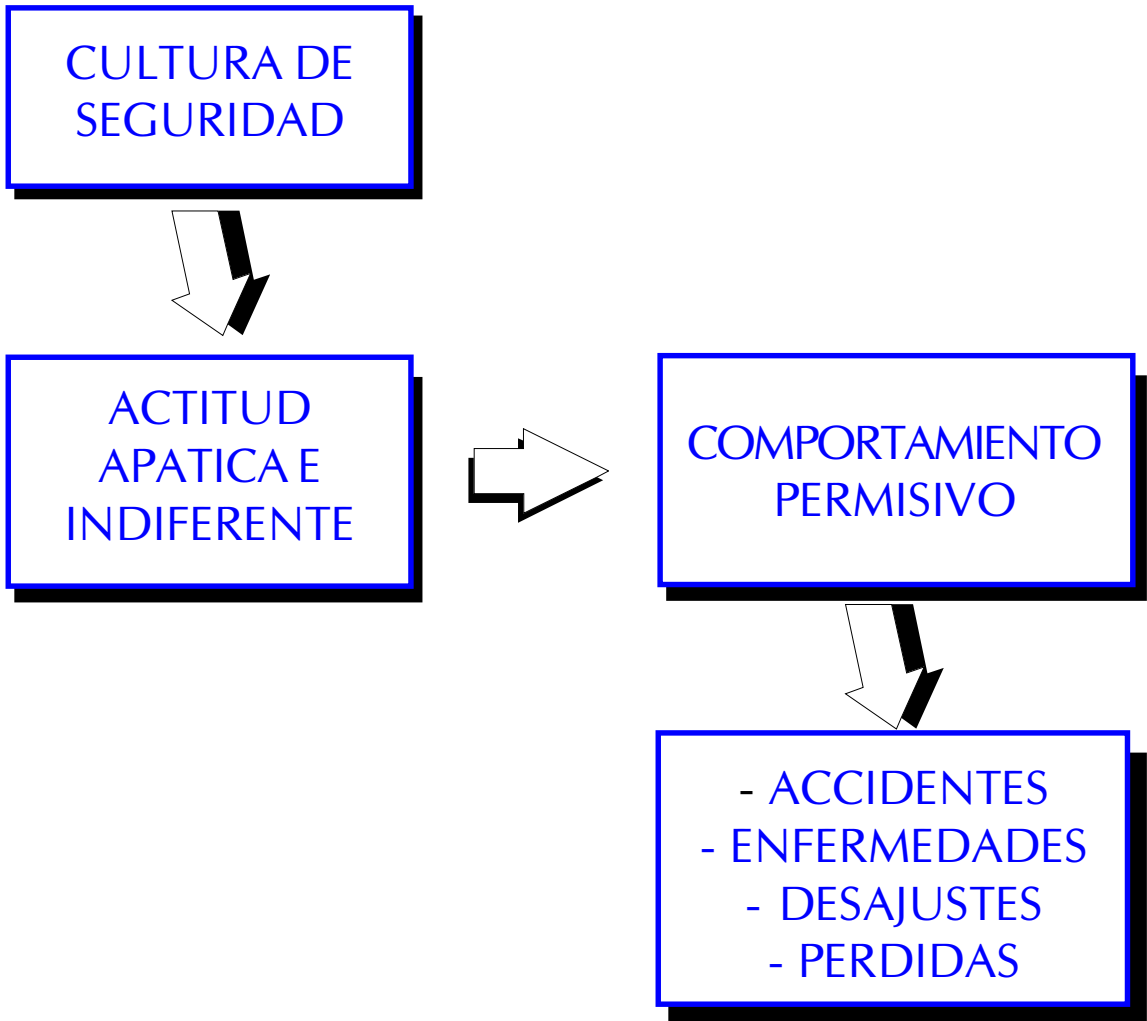 CULTURA DE
SEGURIDAD
ACTITUD
APATICA E
INDIFERENTE
COMPORTAMIENTO
PERMISIVO
- ACCIDENTES
- ENFERMEDADES
- DESAJUSTES
- PERDIDAS